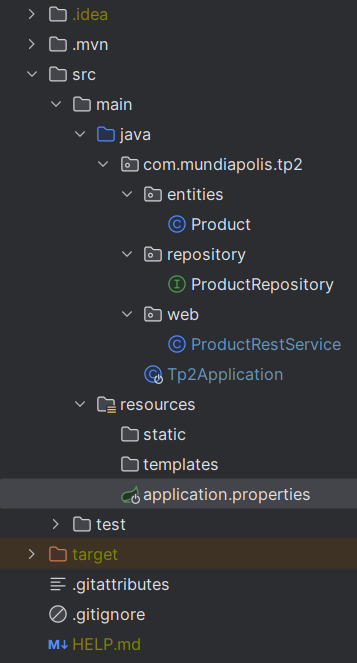 .idea
.mvn
src
main
java
com.mundiapolis.tp2
entities
Product
repository
ProductRepository
web
ProductRestService
Tp2Application
resources
static
templates
application.properties
test
target
.gitattributes
.gitignore
HELP.md